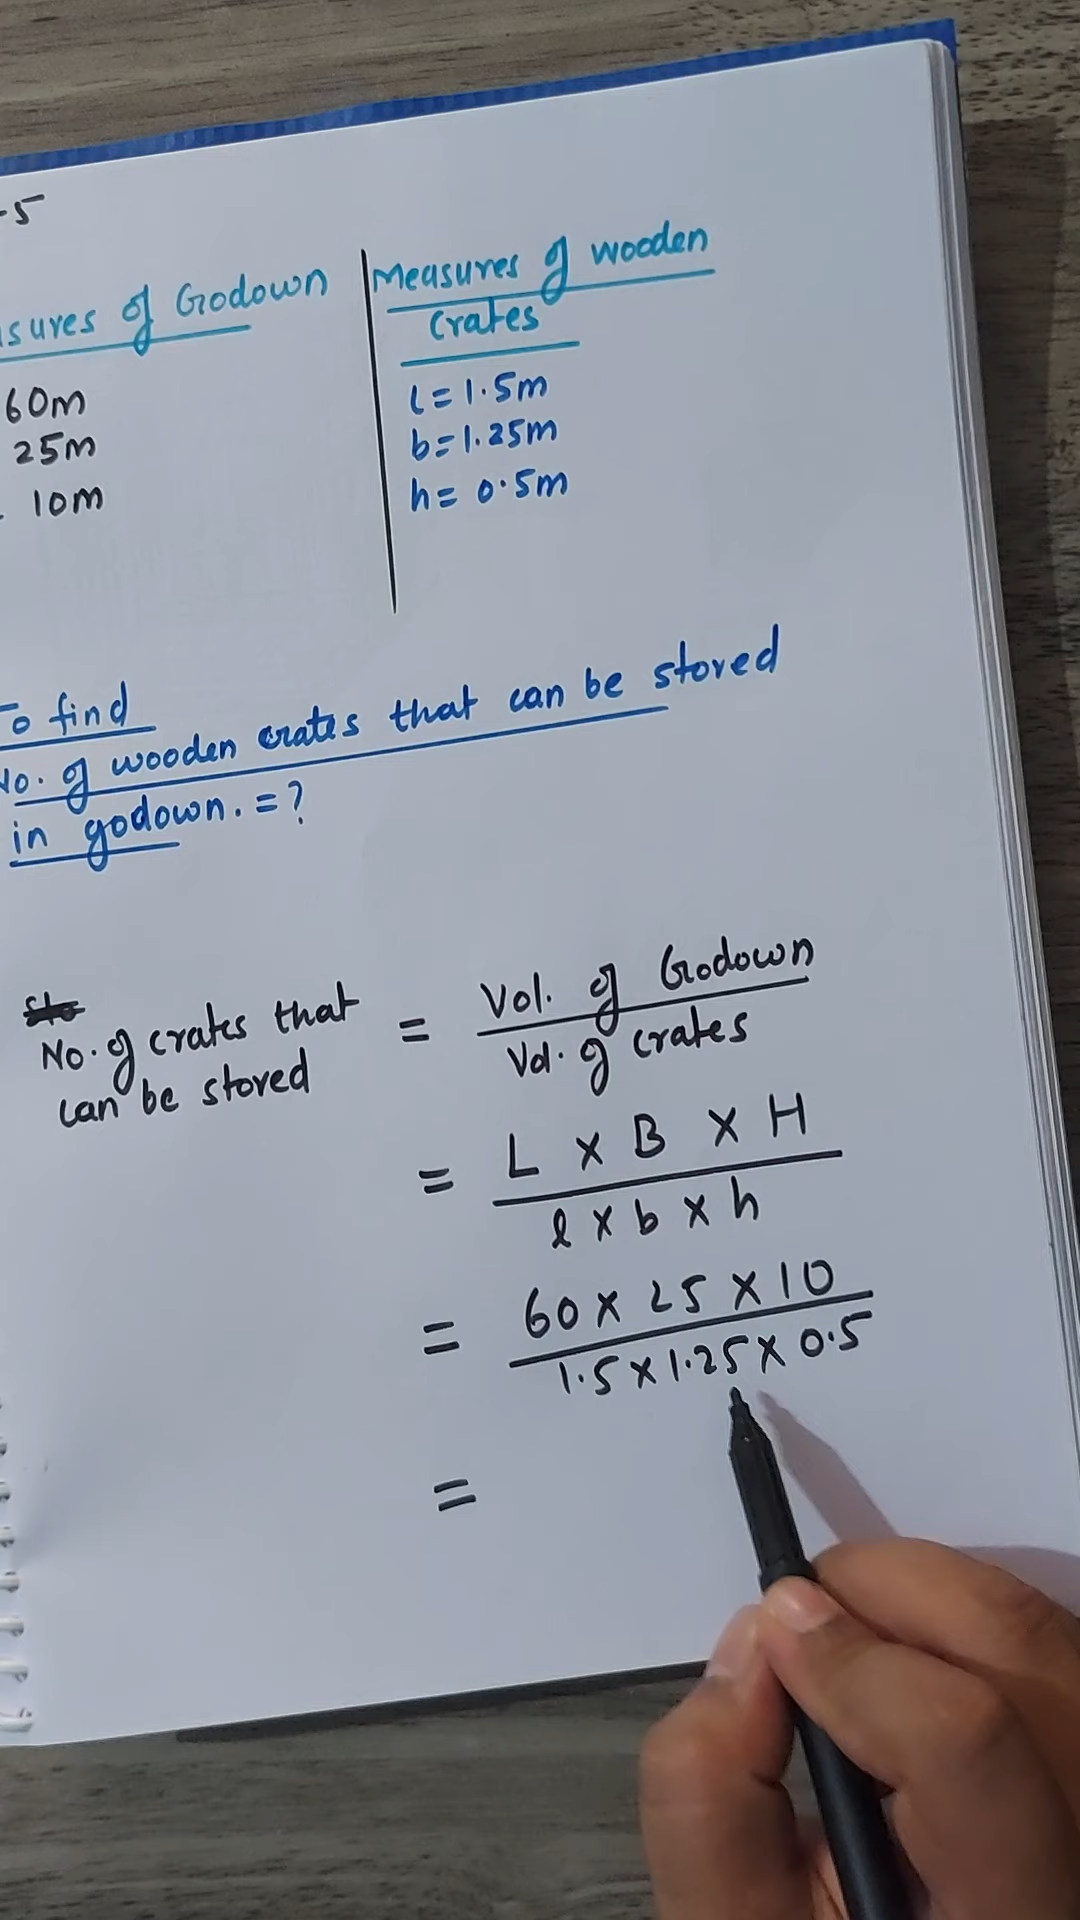 -5
sures of Godown
Measures of wooden
Crates
60m
25m
10m
l=1.5m
b=1.25m
h= 0.5m
To find
No. of wooden crates that can be stored
in godown. = ?
No. of crates that
can be stored
= Vol. of Godown
Vol. of crates
= L × B × H
l × b × h
= 60 × 25 × 10
1.5 × 1.25 × 0.5
=